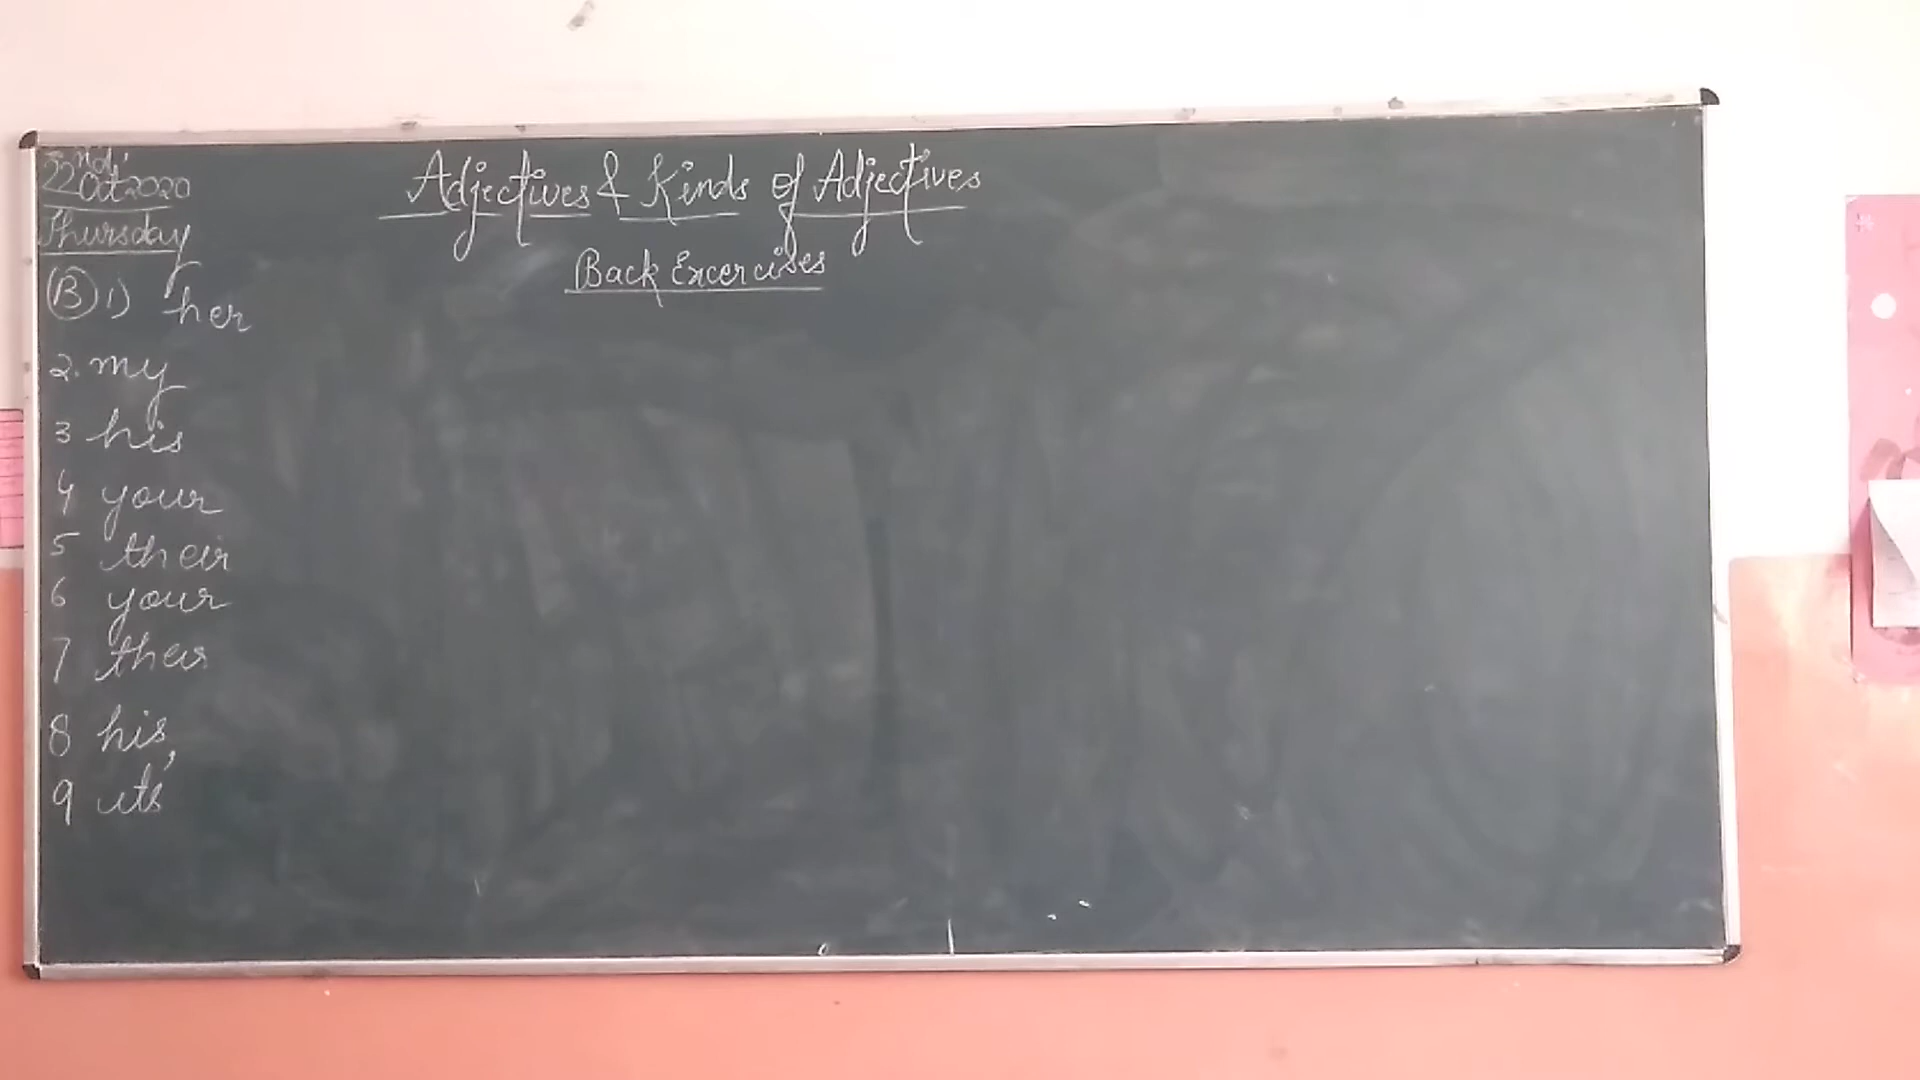 22nd Oct 2020
Thursday
Adjectives & Kinds of Adjectives
Back Excercises
(B) 1) her
2. my
3 his
4 your
5 their
6 your
7 their
8 his
9 its